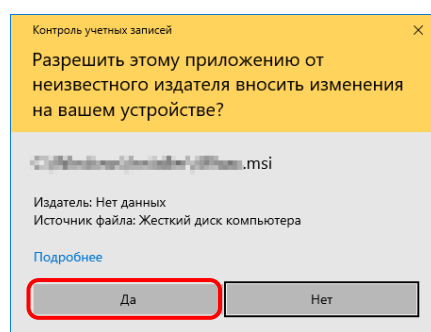 Контроль учетных записей
Разрешить этому приложению от
неизвестного издателя вносить изменения
на вашем устройстве?
.msi
Издатель: Нет данных
Источник файла: Жесткий диск компьютера
Подробнее
Да Нет